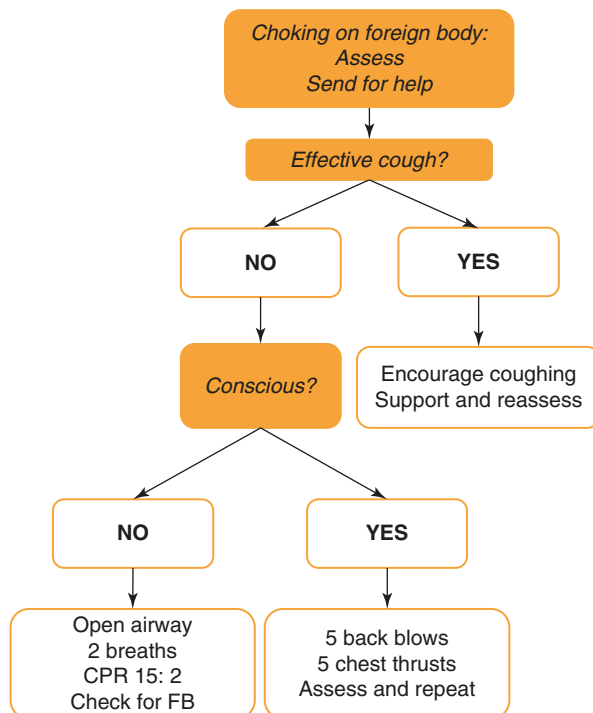 Choking on foreign body:
Assess
Send for help
Effective cough?
NO
YES
Conscious?
Encourage coughing
Support and reassess
NO
YES
Open airway
2 breaths
CPR 15: 2
Check for FB
5 back blows
5 chest thrusts
Assess and repeat